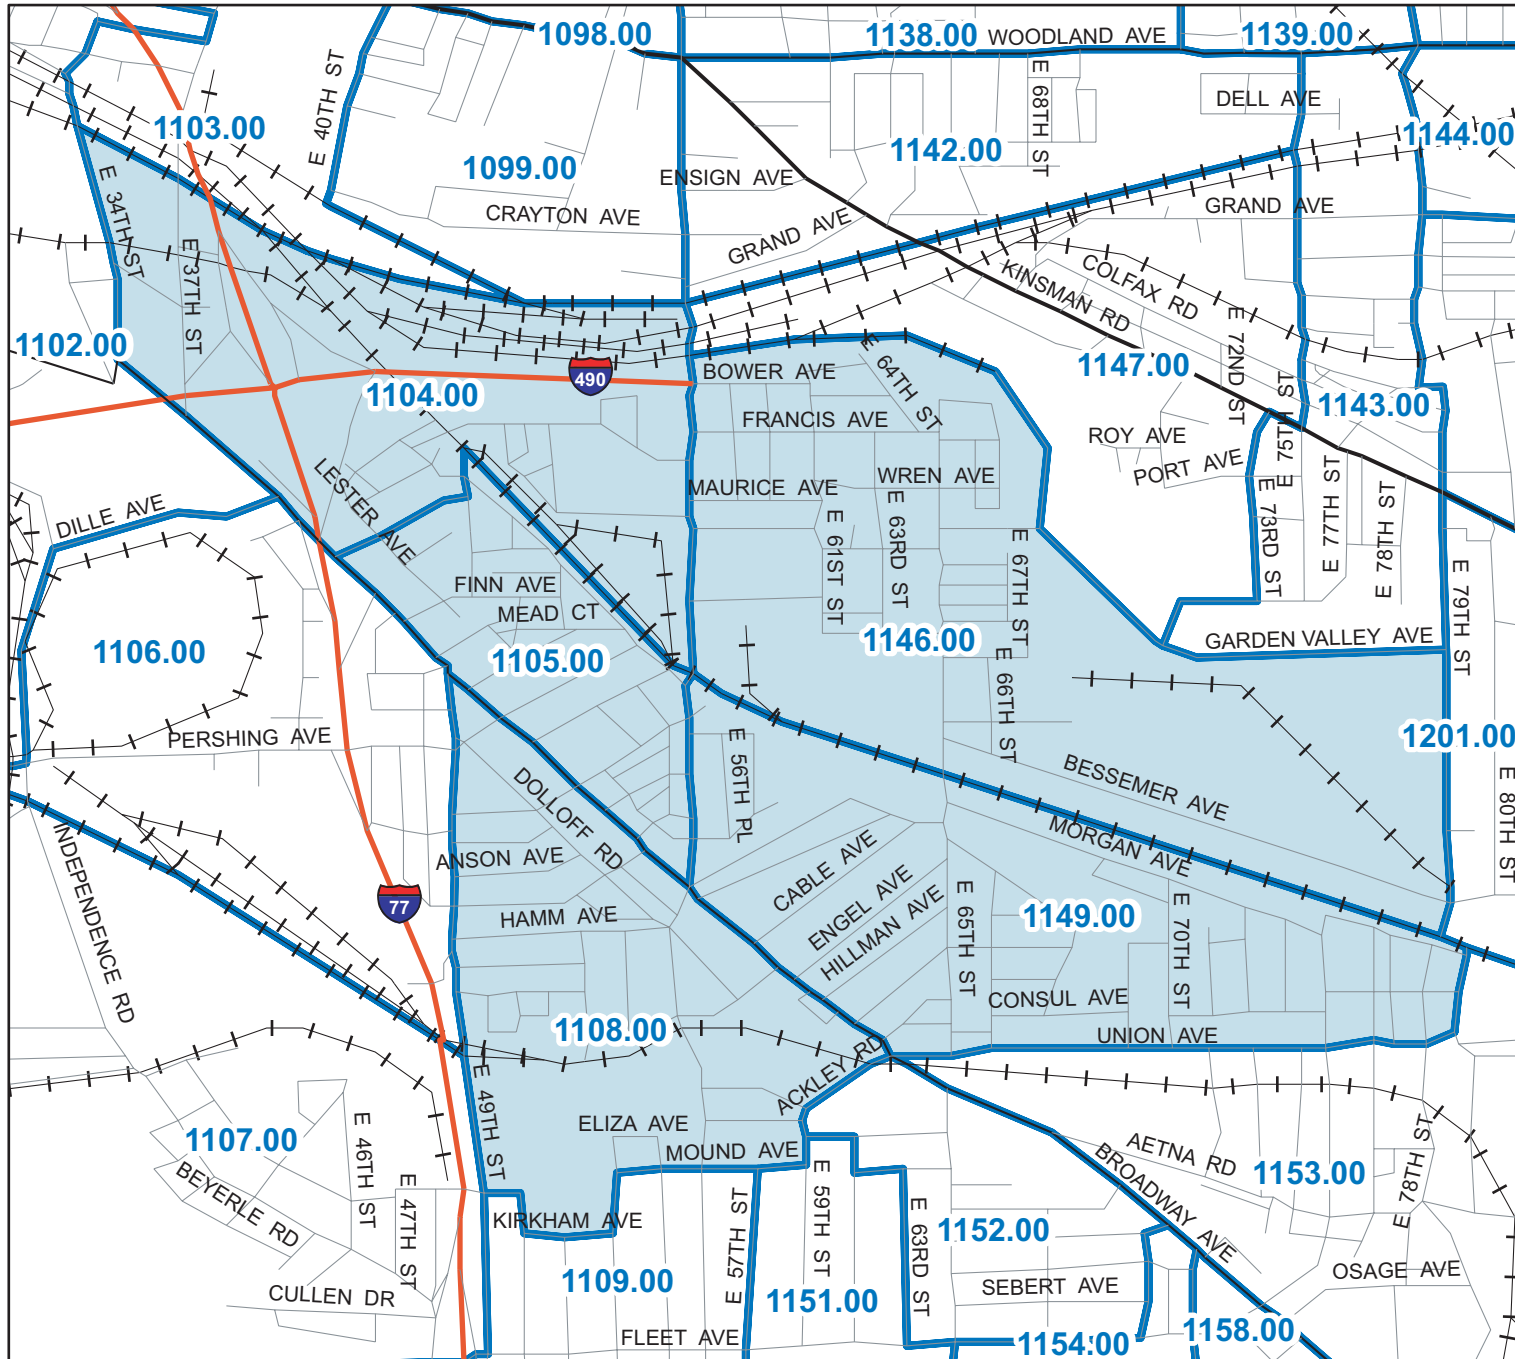 1098.00
1138.00
WOODLAND AVE
1139.00
E 40TH ST
E 68TH ST
DELL AVE
1103.00
1144.00
1142.00
1099.00
ENSIGN AVE
E 34TH ST
CRAYTON AVE
GRAND AVE
GRAND AVE
E 37TH ST
KINSMAN RD
COLFAX RD
1102.00
E 64TH ST
E 72ND ST
1147.00
BOWER AVE
490
1104.00
E 75TH ST
1143.00
FRANCIS AVE
ROY AVE
PORT AVE
LESTER AVE
MAURICE AVE
WREN AVE
DILLE AVE
E 61ST ST
E 63RD ST
E 67TH ST
E 73RD ST
E 77TH ST
E 78TH ST
FINN AVE
MEAD CT
E 79TH ST
1106.00
1105.00
1146.00
GARDEN VALLEY AVE
E 66TH ST
PERSHING AVE
1201.00
E 56TH PL
DOLLOFF RD
BESSEMER AVE
E 80TH ST
MORGAN AVE
ANSON AVE
CABLE AVE
INDEPENDENCE RD
77
HAMM AVE
ENGEL AVE
HILLMAN AVE
E 65TH ST
1149.00
E 70TH ST
CONSUL AVE
1108.00
UNION AVE
ACKLEY RD
E 49TH ST
ELIZA AVE
1107.00
E 46TH ST
MOUND AVE
AETNA RD
E 78TH ST
BROADWAY AVE
1153.00
BEYERLE RD
E 47TH ST
KIRKHAM AVE
E 57TH ST
E 59TH ST
E 63RD ST
1152.00
1109.00
SEBERT AVE
OSAGE AVE
CULLEN DR
1151.00
FLEET AVE
1154.00
1158.00